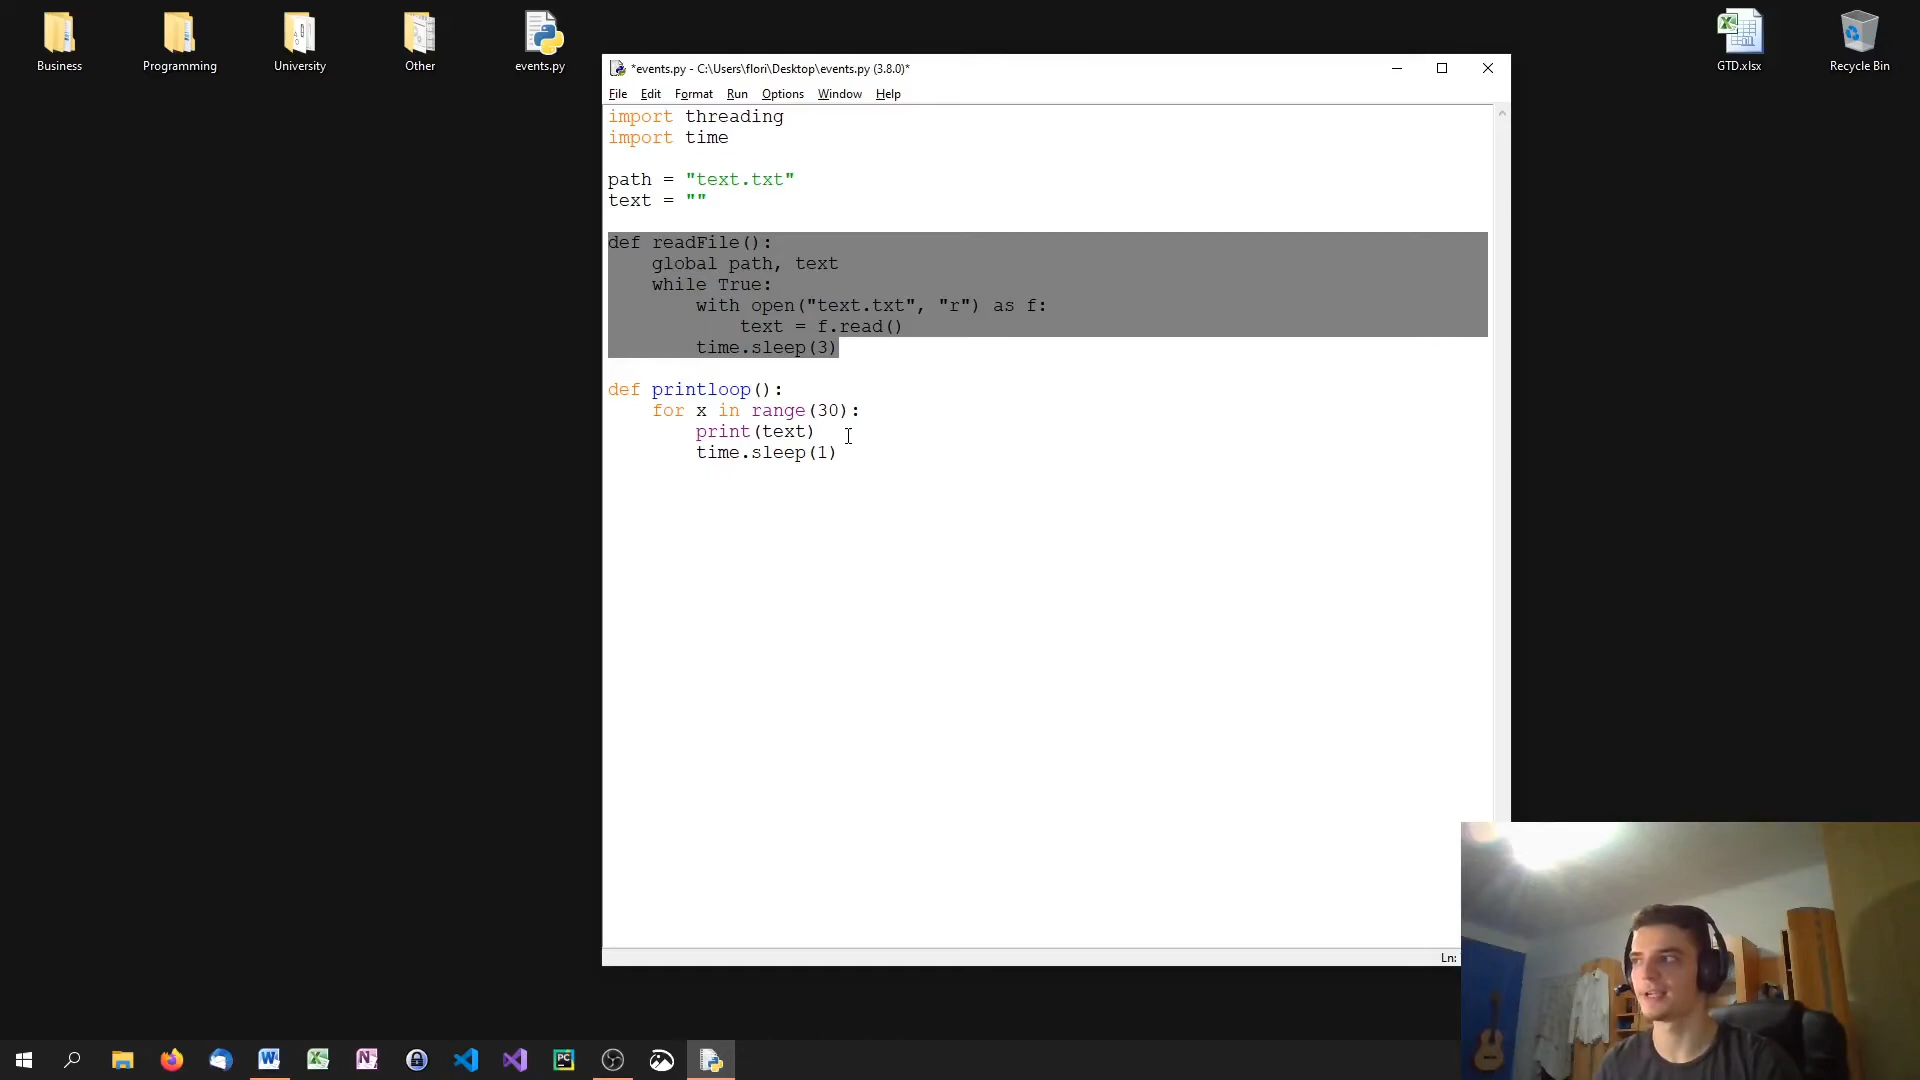 Business
Programming
University
Other
events.py
GTD.xlsx
Recycle Bin
*events.py - C:\Users\flori\Desktop\events.py (3.8.0)*
File Edit Format Run Options Window Help
import threading
import time
path = "text.txt"
text = ""
def readFile():
    global path, text
    while True:
        with open("text.txt", "r") as f:
            text = f.read()
        time.sleep(3)
def printloop():
    for x in range(30):
        print(text)
        time.sleep(1)
Ln: